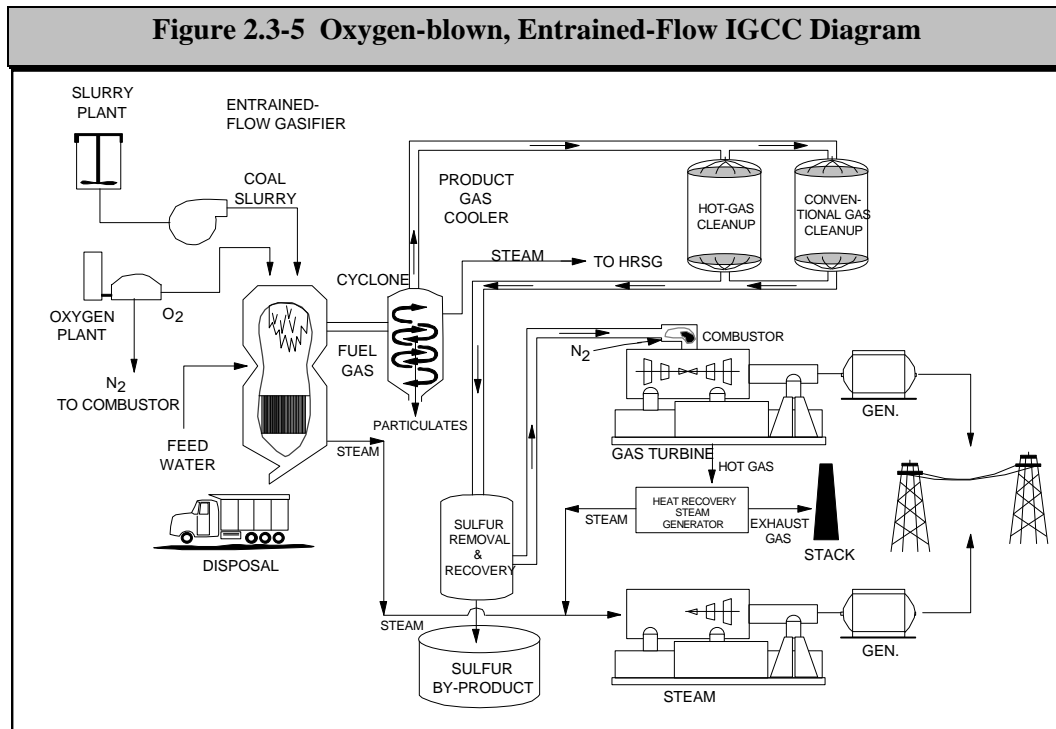 Figure 2.3-5 Oxygen-blown, Entrained-Flow IGCC Diagram
SLURRY
PLANT
ENTRAINED-
FLOW GASIFIER
COAL
SLURRY
PRODUCT
GAS
COOLER
HOT-GAS
CLEANUP
CONVEN-
TIONAL GAS
CLEANUP
STEAM
TO HRSG
CYCLONE
OXYGEN
PLANT
O2
FUEL
GAS
N2
COMBUSTOR
N2
TO COMBUSTOR
FEED
WATER
PARTICULATES
STEAM
GAS TURBINE
GEN.
HOT GAS
HEAT RECOVERY
STEAM
GENERATOR
STEAM
EXHAUST
GAS
STACK
DISPOSAL
SULFUR
REMOVAL
&
RECOVERY
STEAM
GEN.
SULFUR
BY-PRODUCT
STEAM